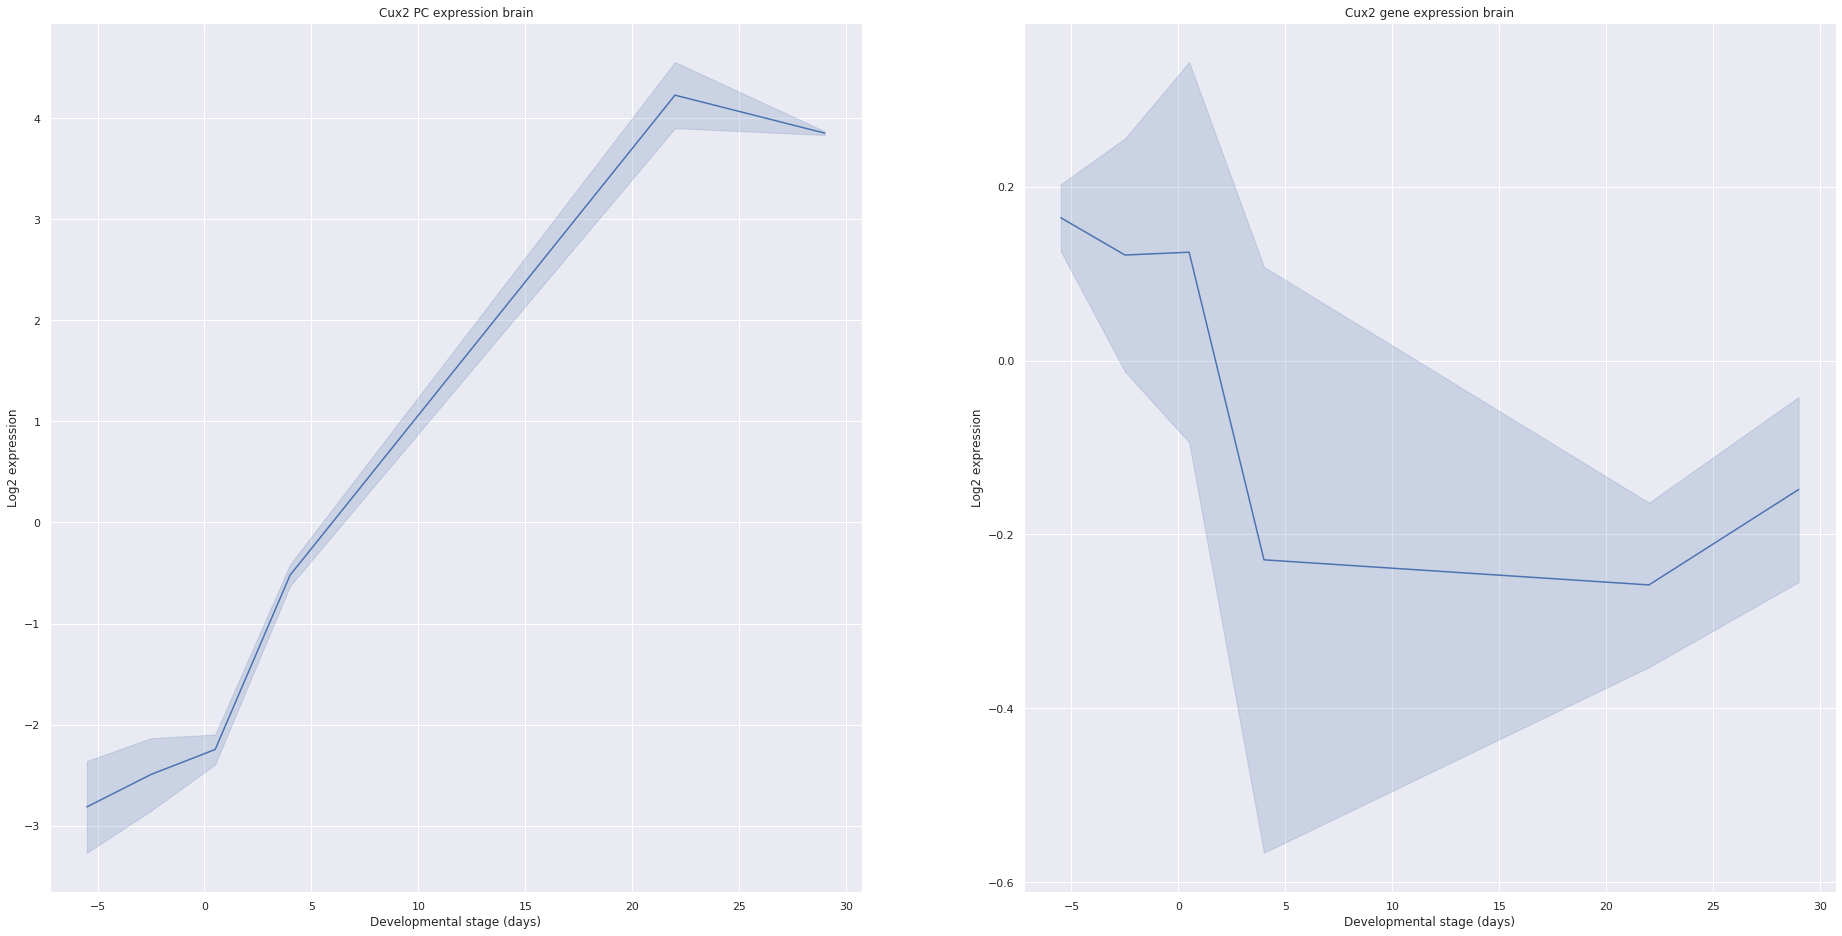 Cux2 PC expression brain
Log2 expression
4
3
2
1
0
−1
−2
−3
−5 0 5 10 15 20 25 30
Developmental stage (days)
Cux2 gene expression brain
Log2 expression
0.2
0.0
−0.2
−0.4
−0.6
−5 0 5 10 15 20 25 30
Developmental stage (days)